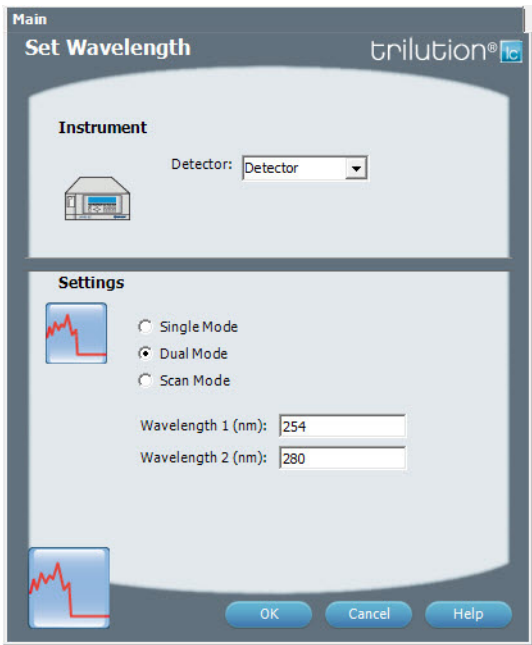 Main
Set Wavelength trilution® lc
Instrument
Detector: Detector
Settings
Single Mode
Dual Mode
Scan Mode
Wavelength 1 (nm): 254
Wavelength 2 (nm): 280
OK Cancel Help